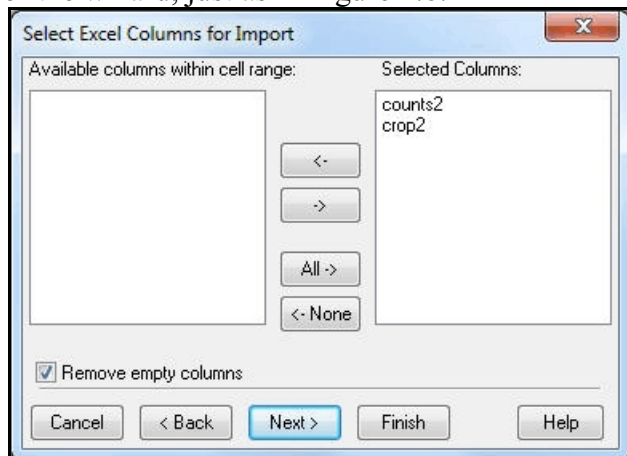 Select Excel Columns for Import
Available columns within cell range:
Selected Columns:
counts2
crop2
<-
->
All ->
<- None
Remove empty columns
Cancel
< Back
Next >
Finish
Help